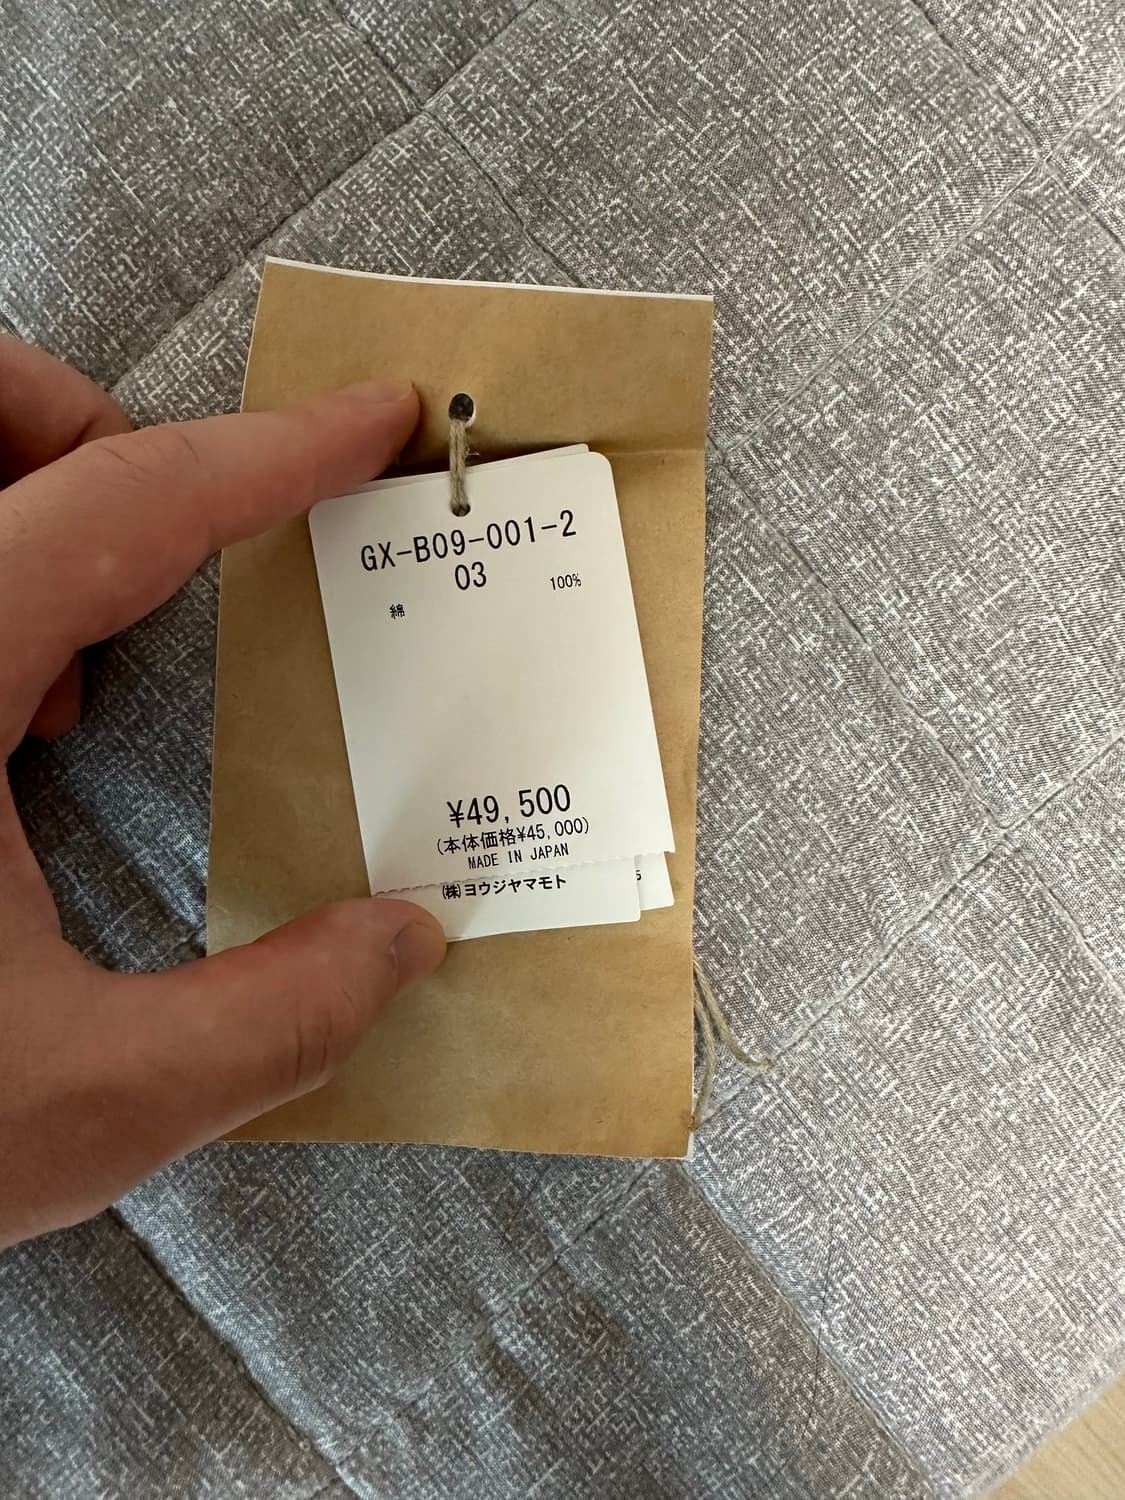 GX-B09-001-2
03
綿 100%
¥49,500
(本体価格¥45,000)
MADE IN JAPAN
㈱ヨウジヤマモト
5